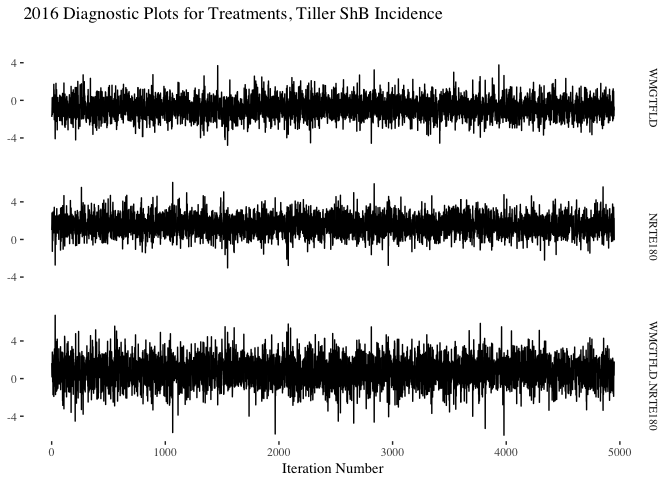 2016 Diagnostic Plots for Treatments, Tiller ShB Incidence
4
0
-4
WMGTFLD
4
0
-4
NRTE180
4
0
-4
WMGTFLD.NRTE180
0 1000 2000 3000 4000 5000
Iteration Number